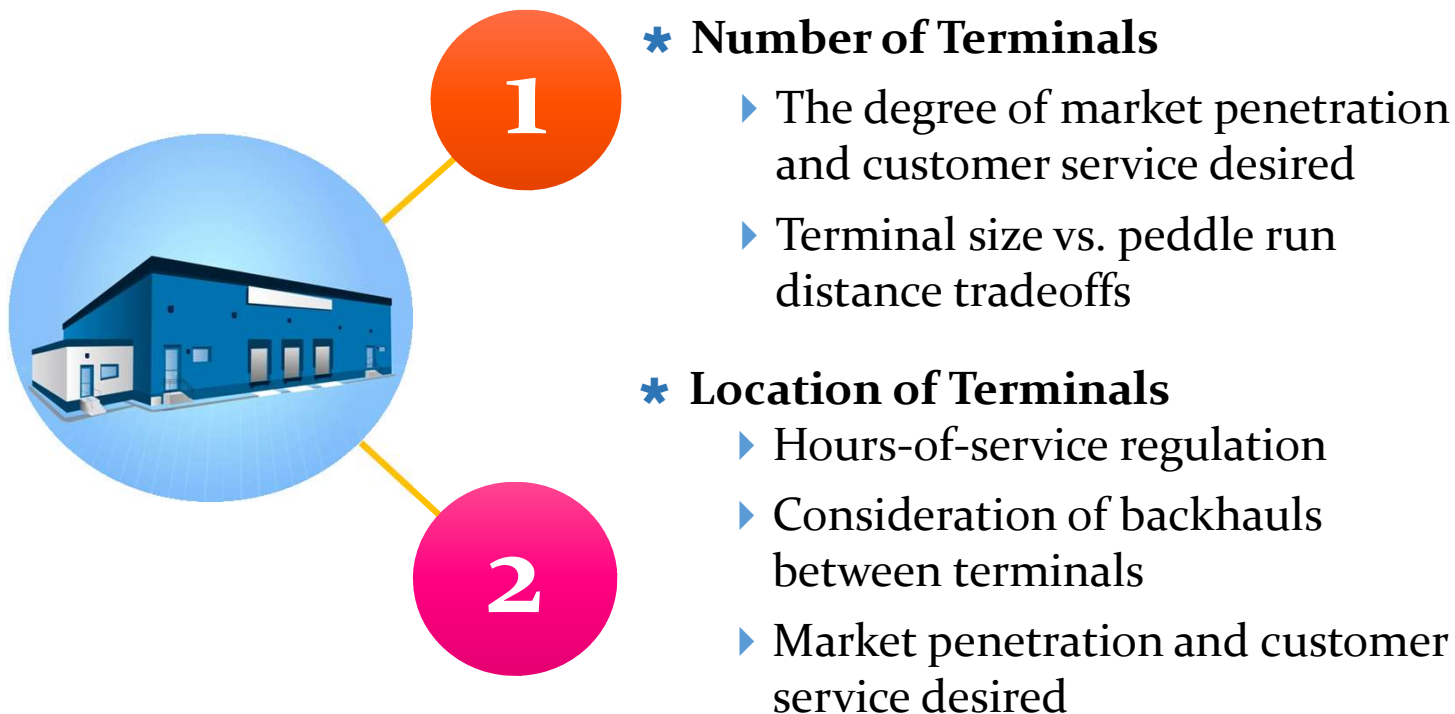 1
* Number of Terminals
The degree of market penetration
and customer service desired
Terminal size vs. peddle run
distance tradeoffs
2
* Location of Terminals
Hours-of-service regulation
Consideration of backhauls
between terminals
Market penetration and customer
service desired